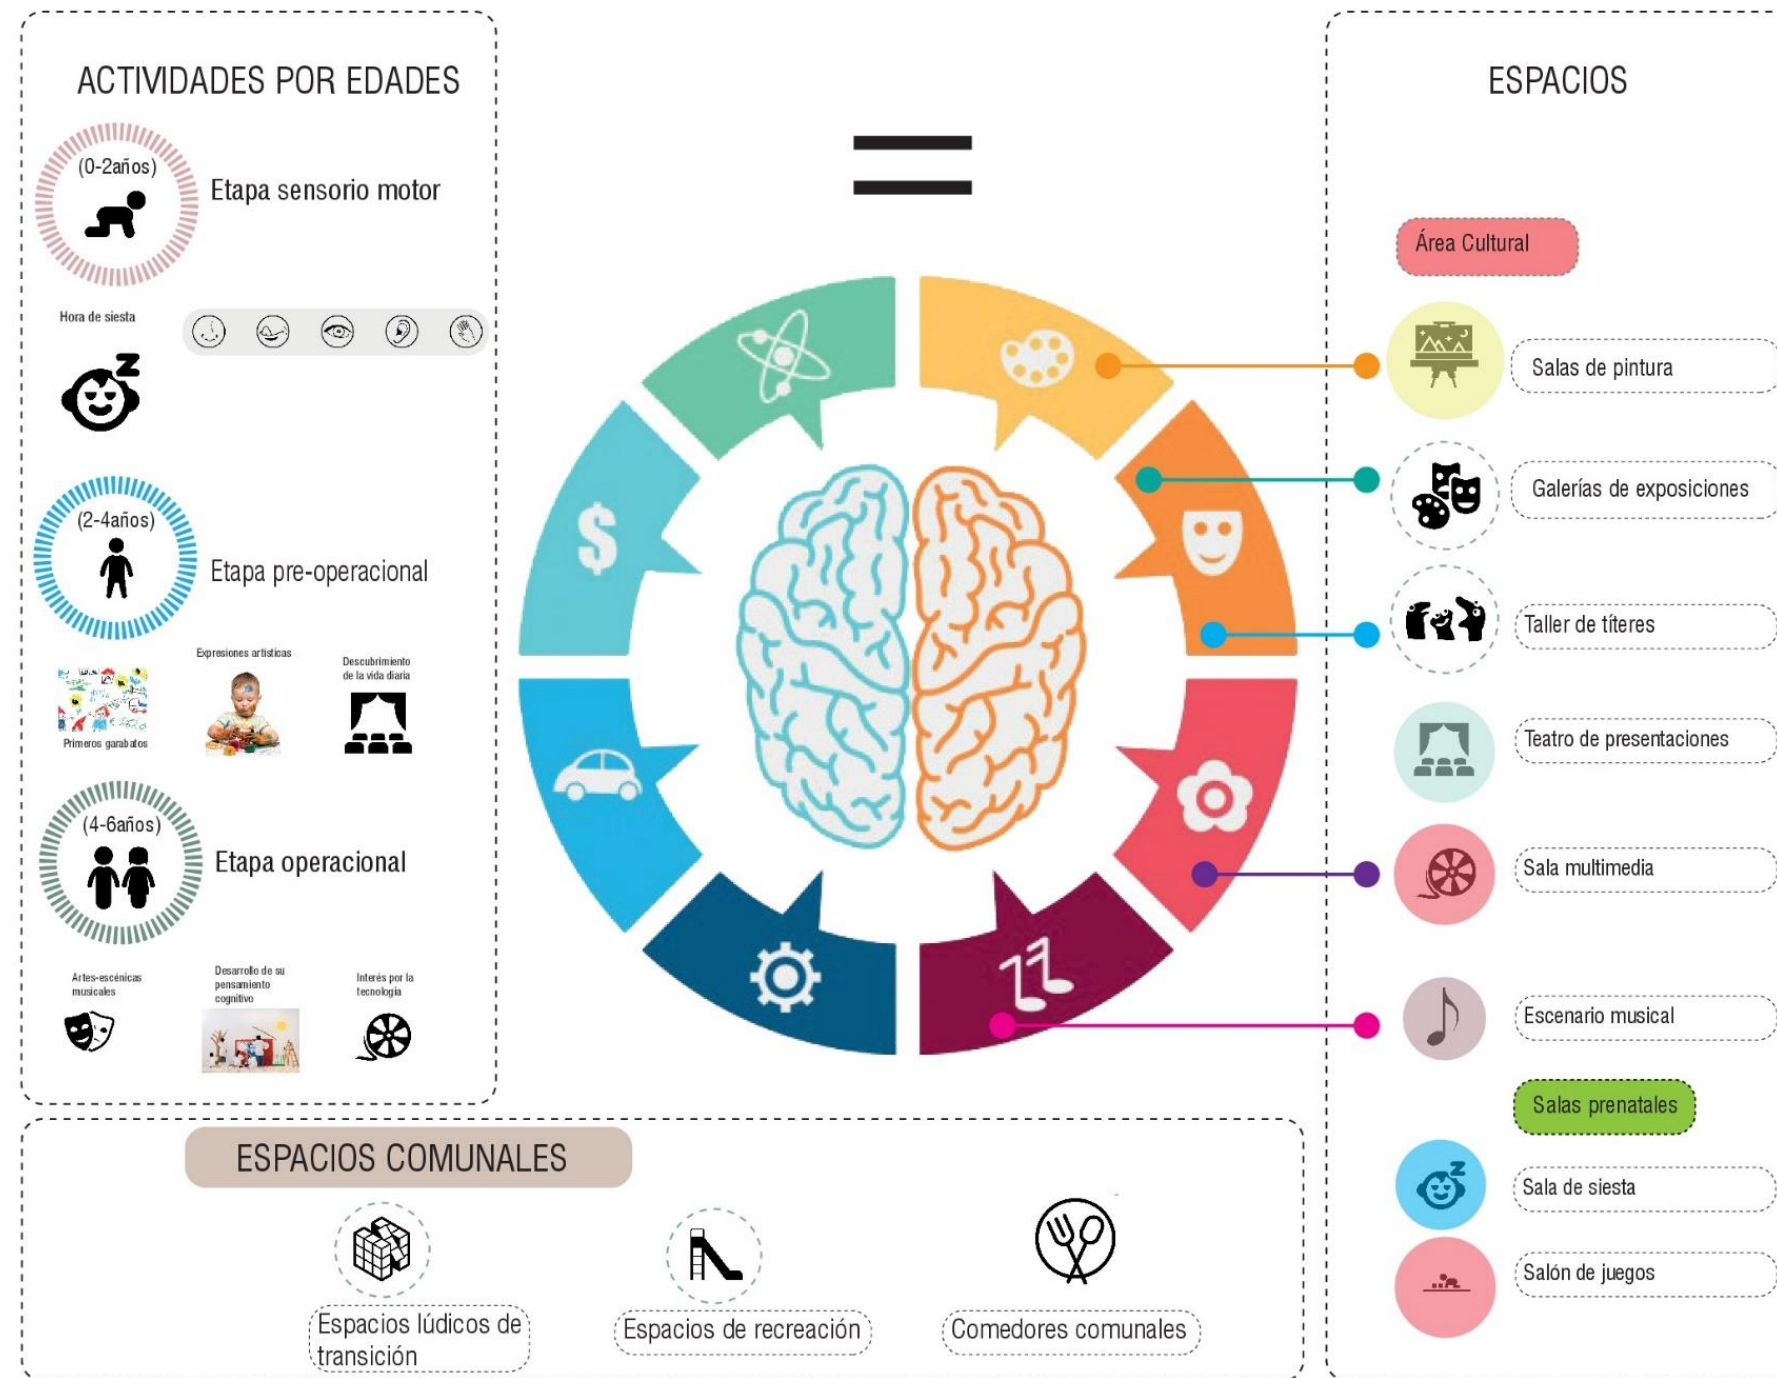 ACTIVIDADES POR EDADES
(0-2años)
Etapa sensorio motor
Hora de siesta
(2-4años)
Etapa pre-operacional
Primeros garabatos
Expresiones artísticas
Descubrimiento
de la vida diaria
(4-6años)
Etapa operacional
Artes-escénicas
musicales
Desarrollo de su
pensamiento
cognitivo
Interés por la
tecnología
=
$
ESPACIOS
Área Cultural
Salas de pintura
Galerías de exposiciones
Taller de títeres
Teatro de presentaciones
Sala multimedia
Escenario musical
Salas prenatales
Sala de siesta
Salón de juegos
ESPACIOS COMUNALES
Espacios lúdicos de
transición
Espacios de recreación
Comedores comunales